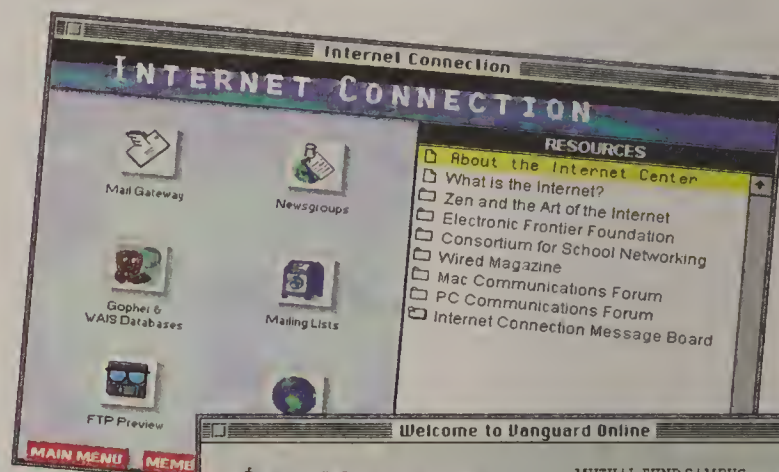 Internet Connection
INTERNET CONNECTION
Mail Gateway
Newsgroups
Gopher &
WAIS Databases
Mailing Lists
FTP Preview
MAIN MENU
RESOURCES
About the Internet Center
What is the Internet?
Zen and the Art of the Internet
Electronic Frontier Foundation
Consortium for School Networking
Wired Magazine
Mac Communications Forum
PC Communications Forum
Internet Connection Message Board
Welcome to Vanguard Online